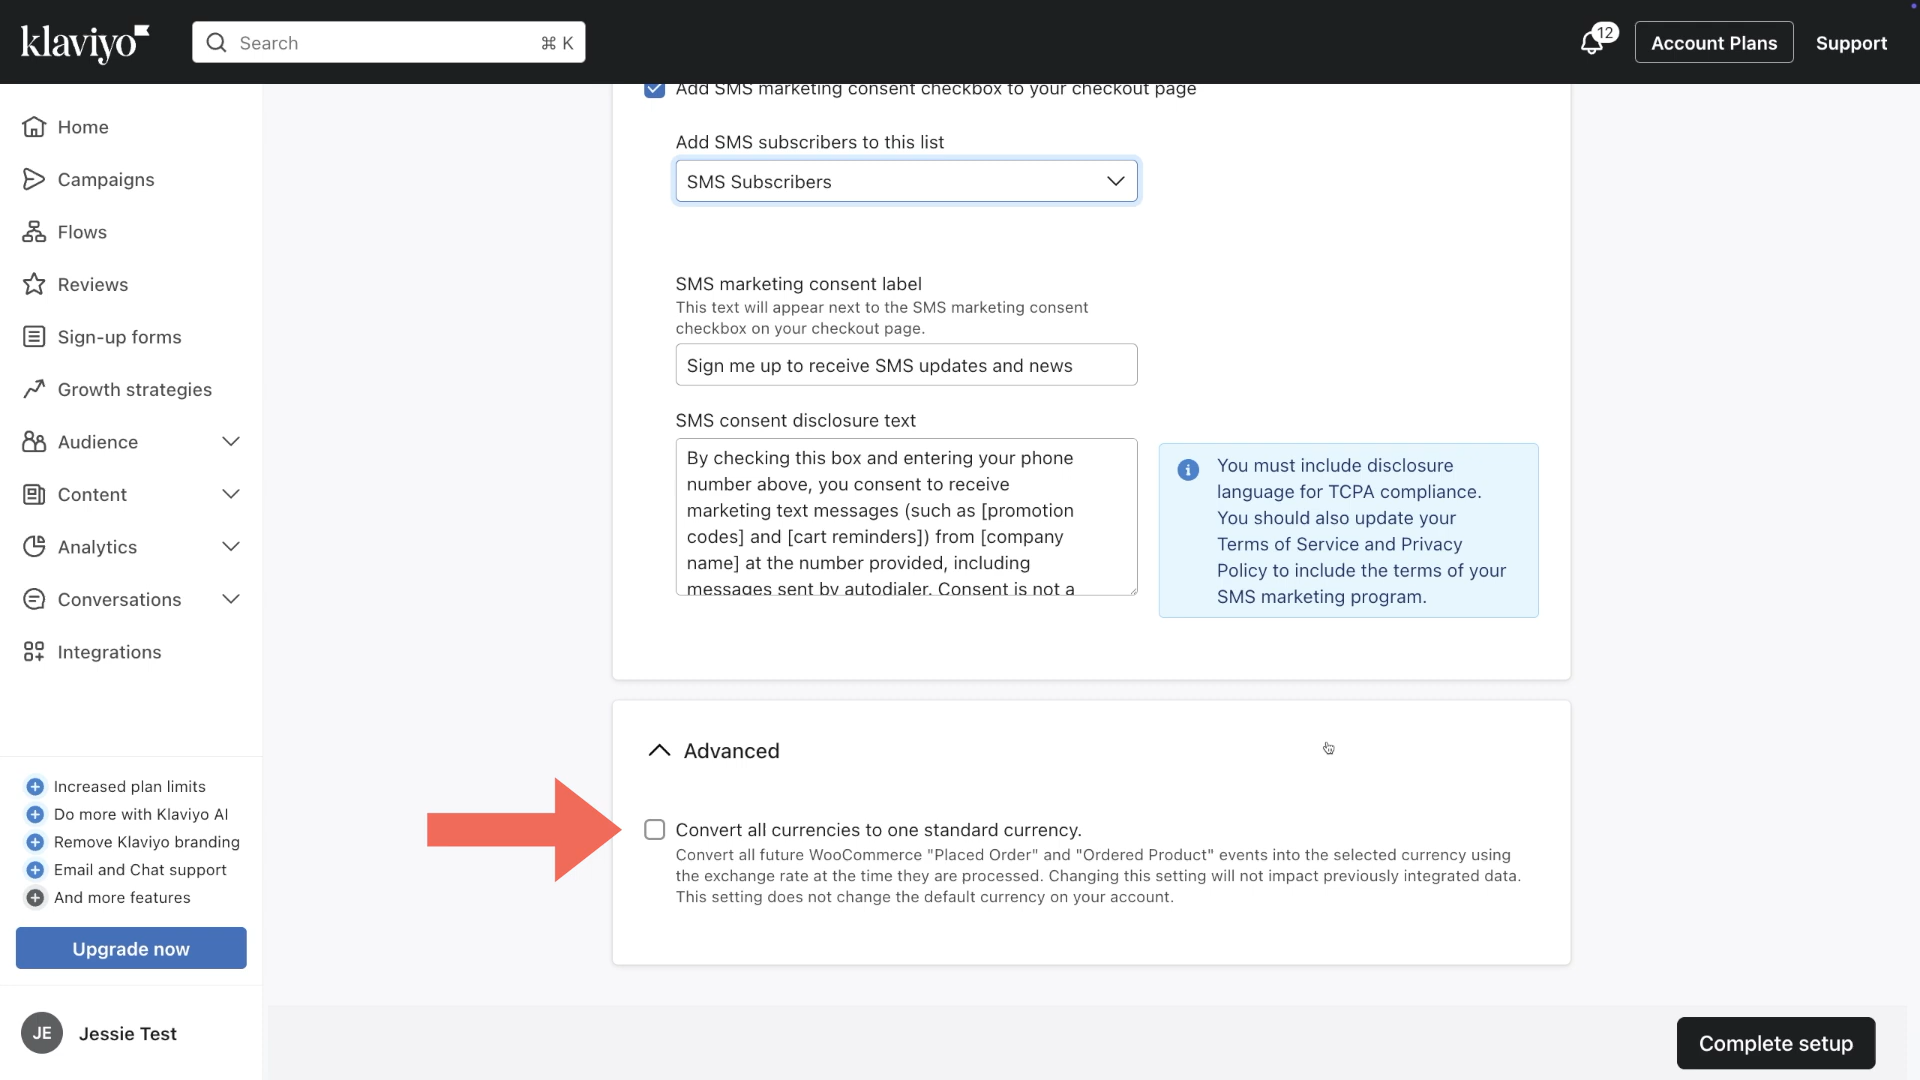 klaviyo
Search
⌘ K
12
Account Plans
Support
Home
Campaigns
Flows
Reviews
Sign-up forms
Growth strategies
Audience
Content
Analytics
Conversations
Integrations
Increased plan limits
Do more with Klaviyo AI
Remove Klaviyo branding
Email and Chat support
And more features
Upgrade now
JE
Jessie Test
Add SMS marketing consent checkbox to your checkout page
Add SMS subscribers to this list
SMS Subscribers
SMS marketing consent label
This text will appear next to the SMS marketing consent
checkbox on your checkout page.
Sign me up to receive SMS updates and news
SMS consent disclosure text
By checking this box and entering your phone
number above, you consent to receive
marketing text messages (such as [promotion
codes] and [cart reminders]) from [company
name] at the number provided, including
messages sent by autodialer. Consent is not a
You must include disclosure
language for TCPA compliance.
You should also update your
Terms of Service and Privacy
Policy to include the terms of your
SMS marketing program.
Advanced
Convert all currencies to one standard currency.
Convert all future WooCommerce "Placed Order" and "Ordered Product" events into the selected currency using
the exchange rate at the time they are processed. Changing this setting will not impact previously integrated data.
This setting does not change the default currency on your account.
Complete setup